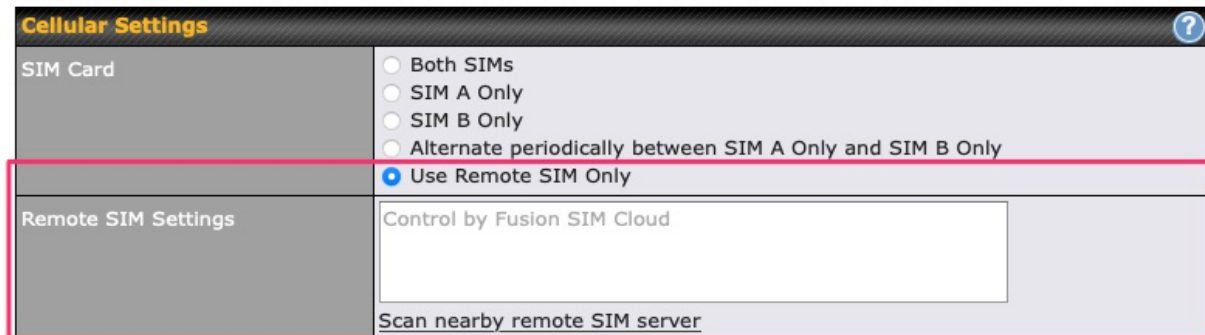 Cellular Settings
?
SIM Card
Both SIMs
SIM A Only
SIM B Only
Alternate periodically between SIM A Only and SIM B Only
Use Remote SIM Only
Remote SIM Settings
Control by Fusion SIM Cloud
Scan nearby remote SIM server